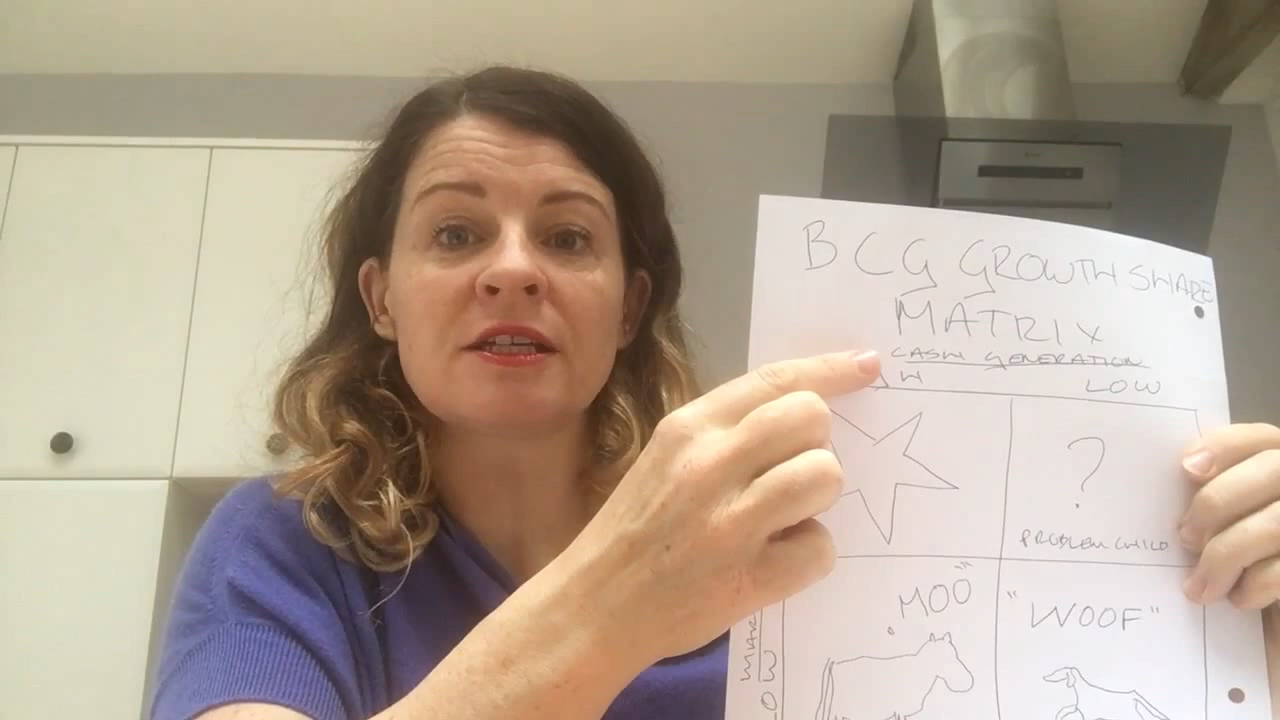 BCG GROWTH SHARE
MATRIX
CASH GENERATION
LOW
?
PROBLEM CHILD
"MOO"
"WOOF"